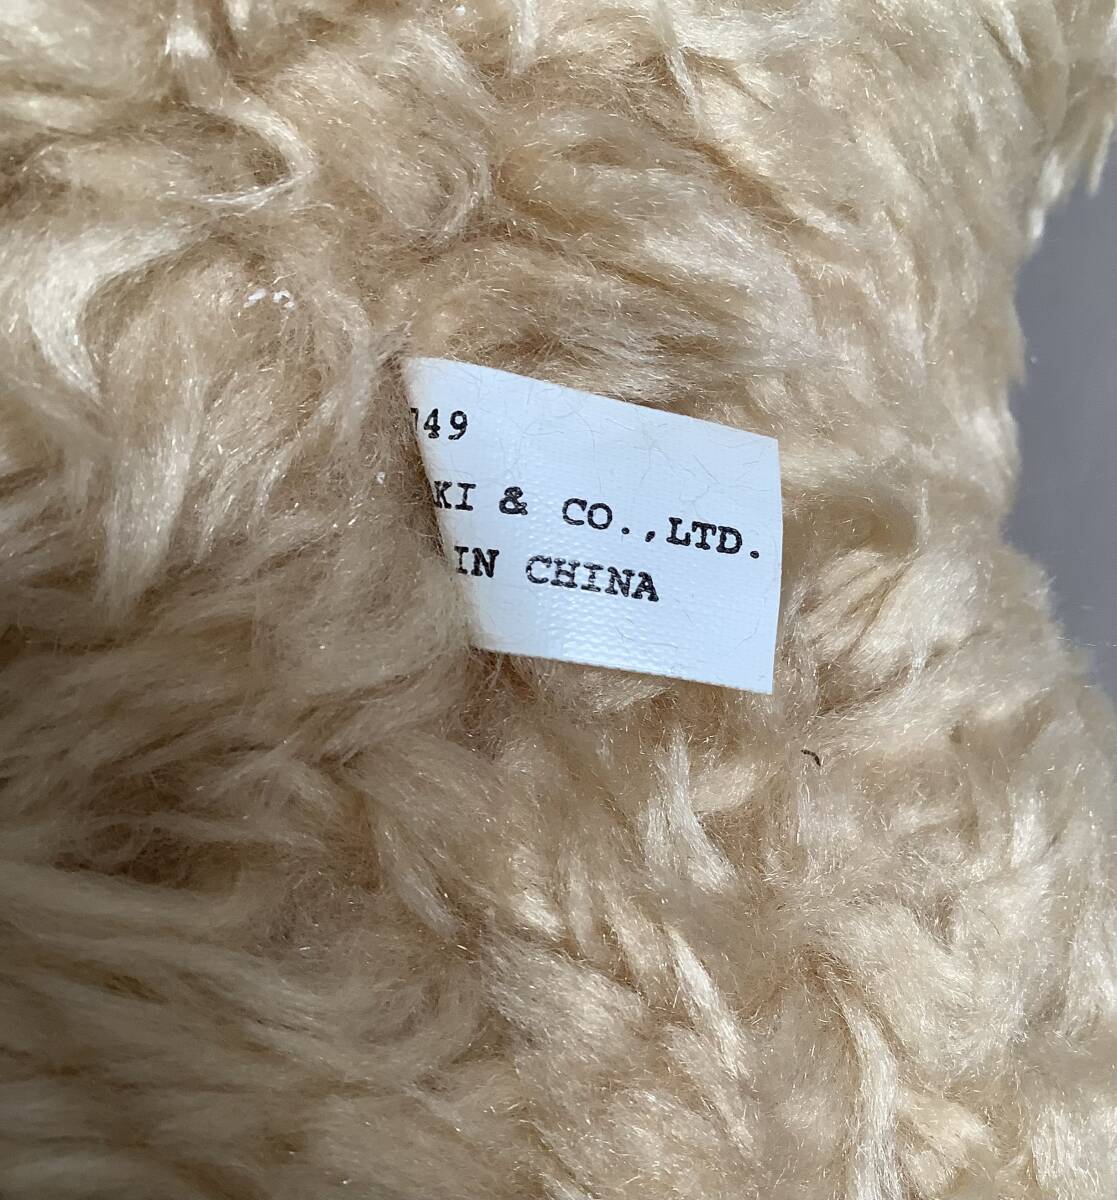 749
KI & CO.,LTD.
IN CHINA